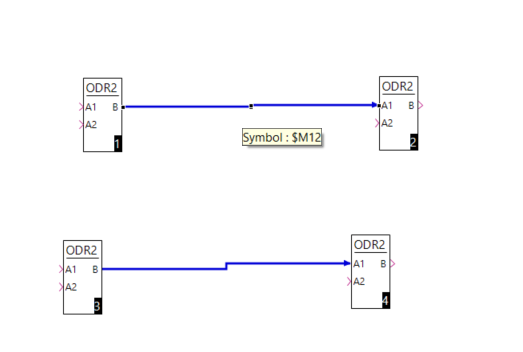 ODR2
A1 B
A2
1
ODR2
A1 B
A2
2
Symbol : $M12
ODR2
A1 B
A2
3
ODR2
A1 B
A2
4